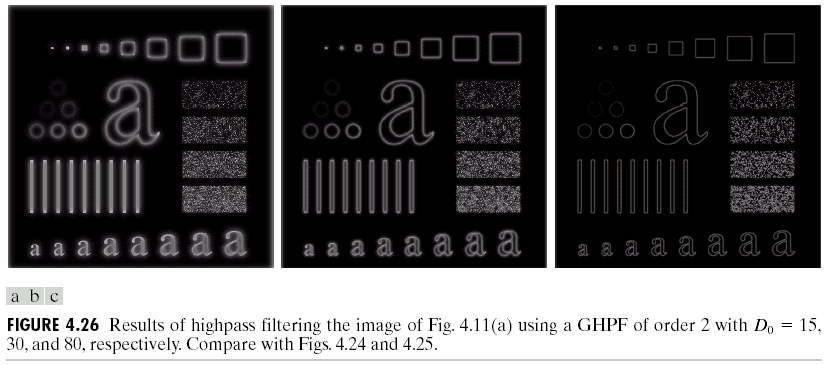 a
a a a a a a a a
a
a a a a a a a a
a
a a a a a a a a
a b c
FIGURE 4.26 Results of highpass filtering the image of Fig. 4.11(a) using a GHPF of order 2 with D₀ = 15,
30, and 80, respectively. Compare with Figs. 4.24 and 4.25.